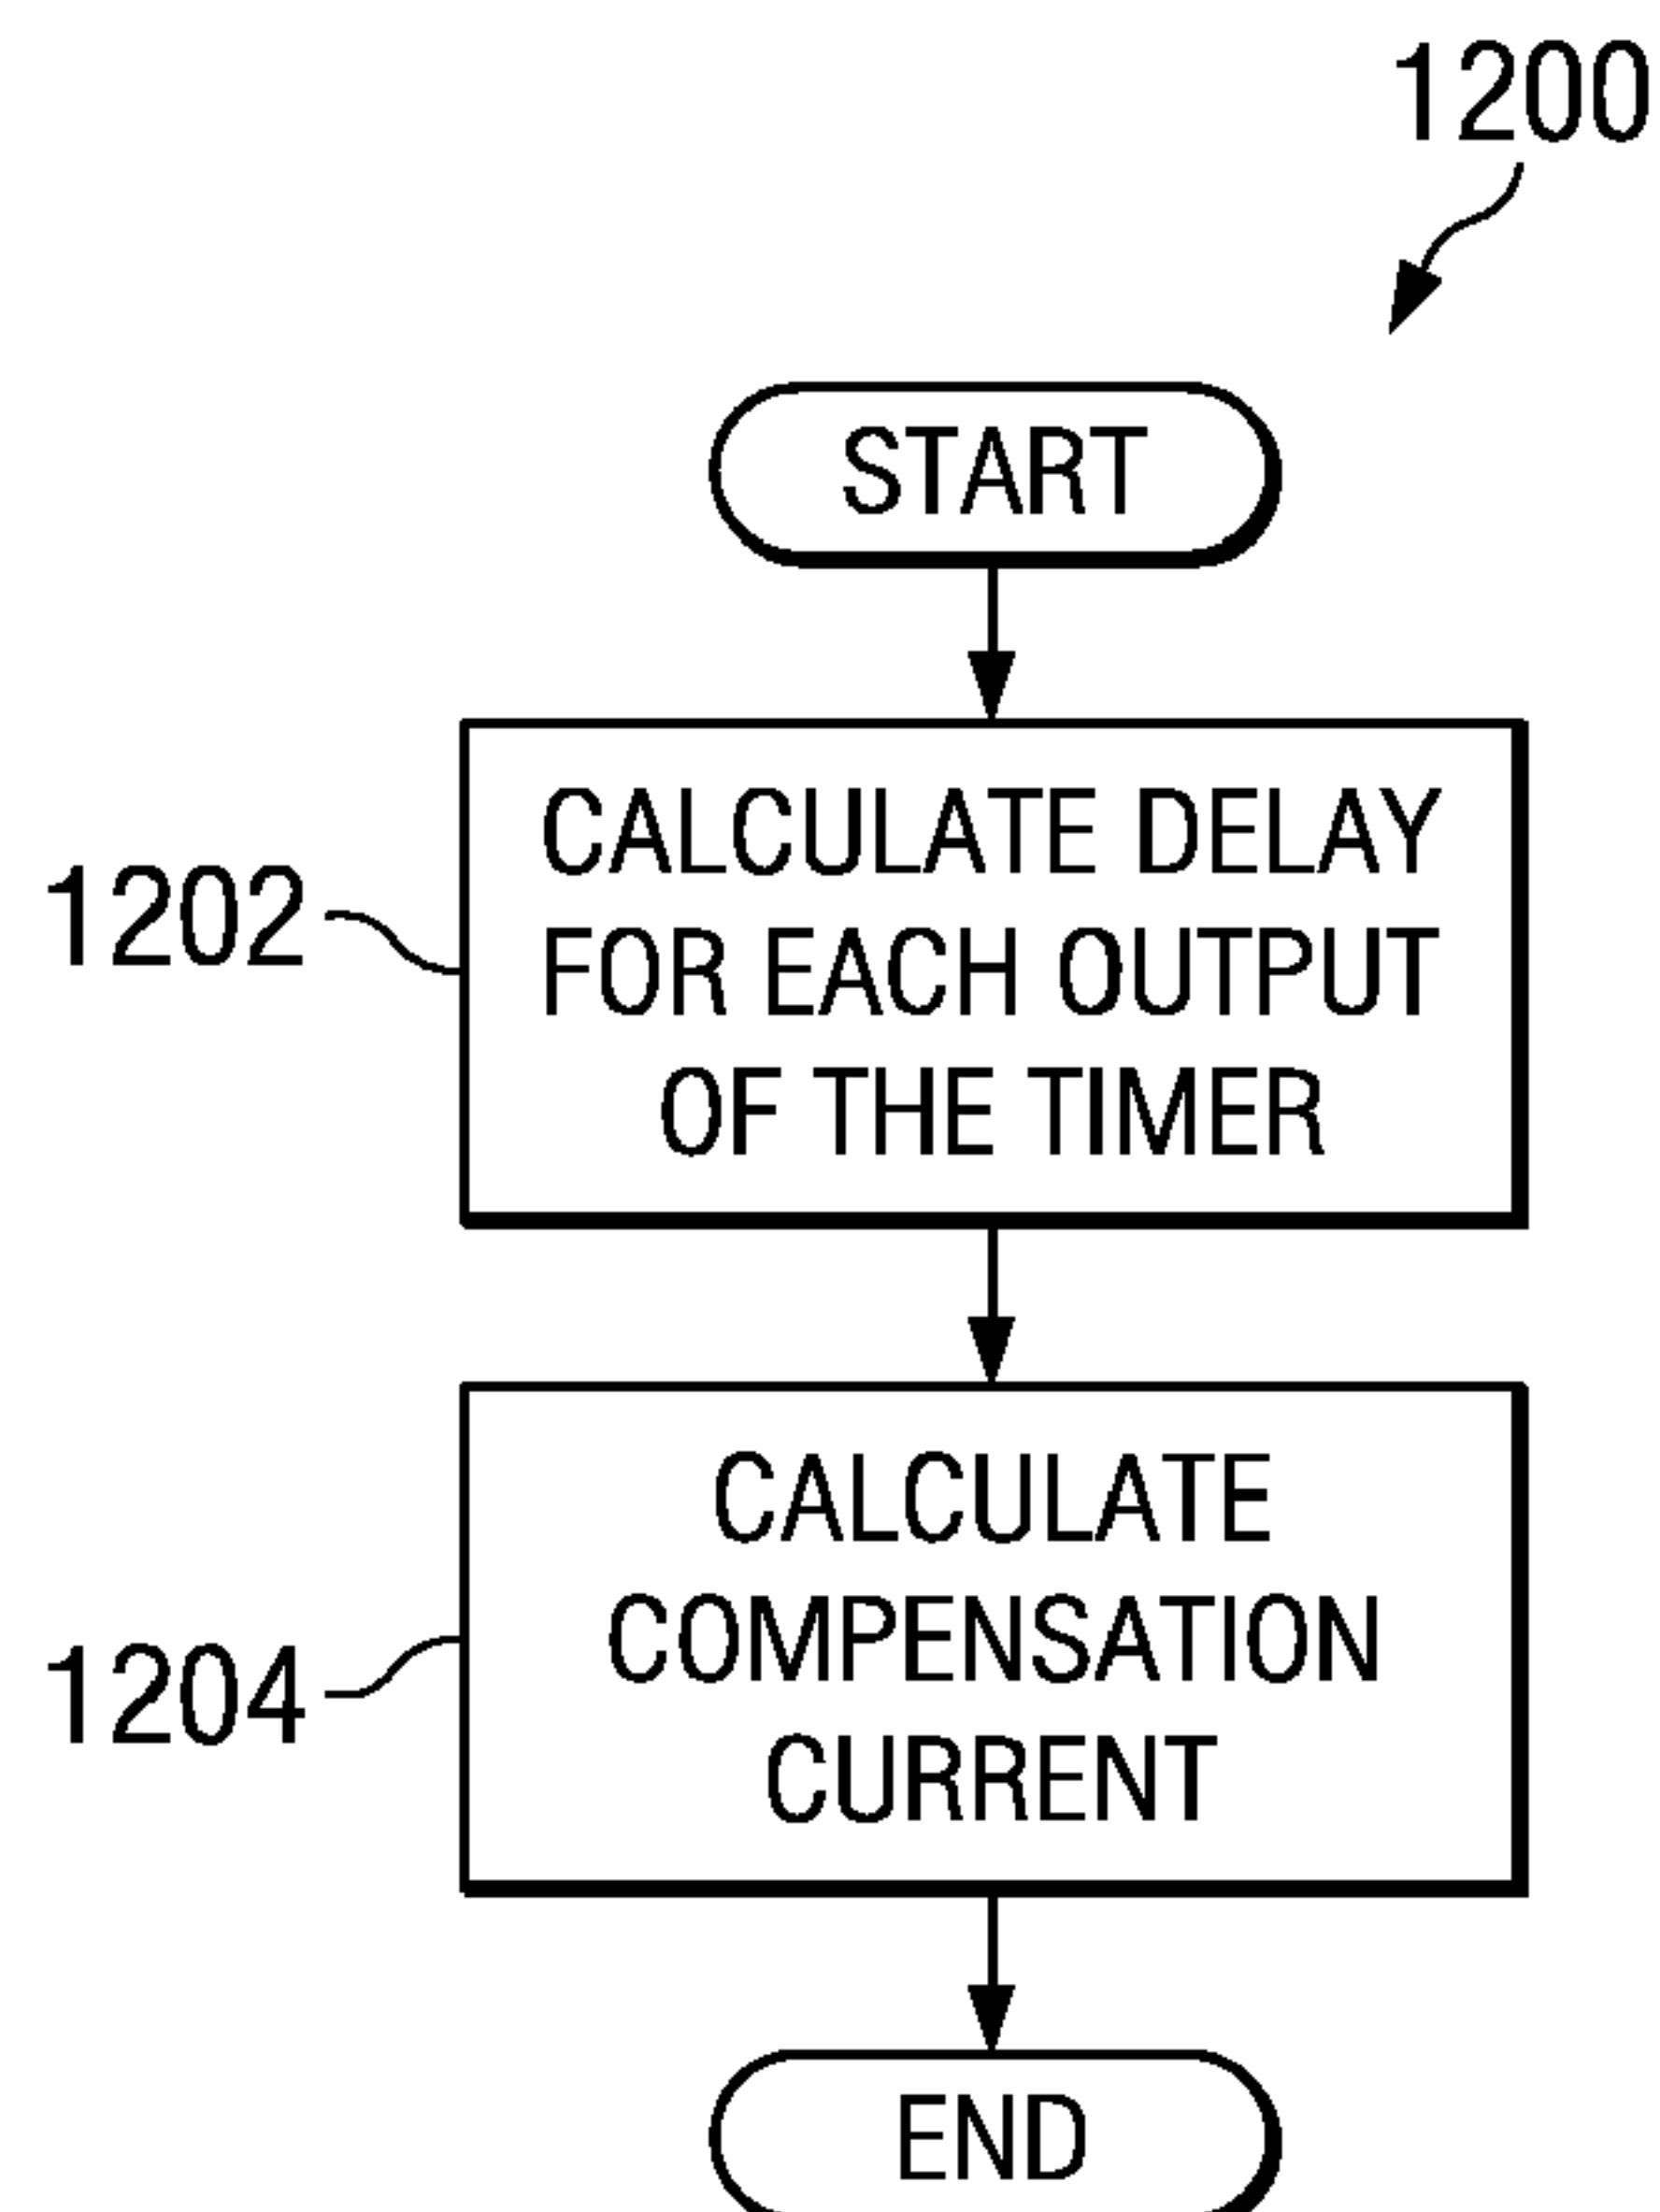 1200
START
1202
CALCULATE DELAY
FOR EACH OUTPUT
OF THE TIMER
1204
CALCULATE
COMPENSATION
CURRENT
END